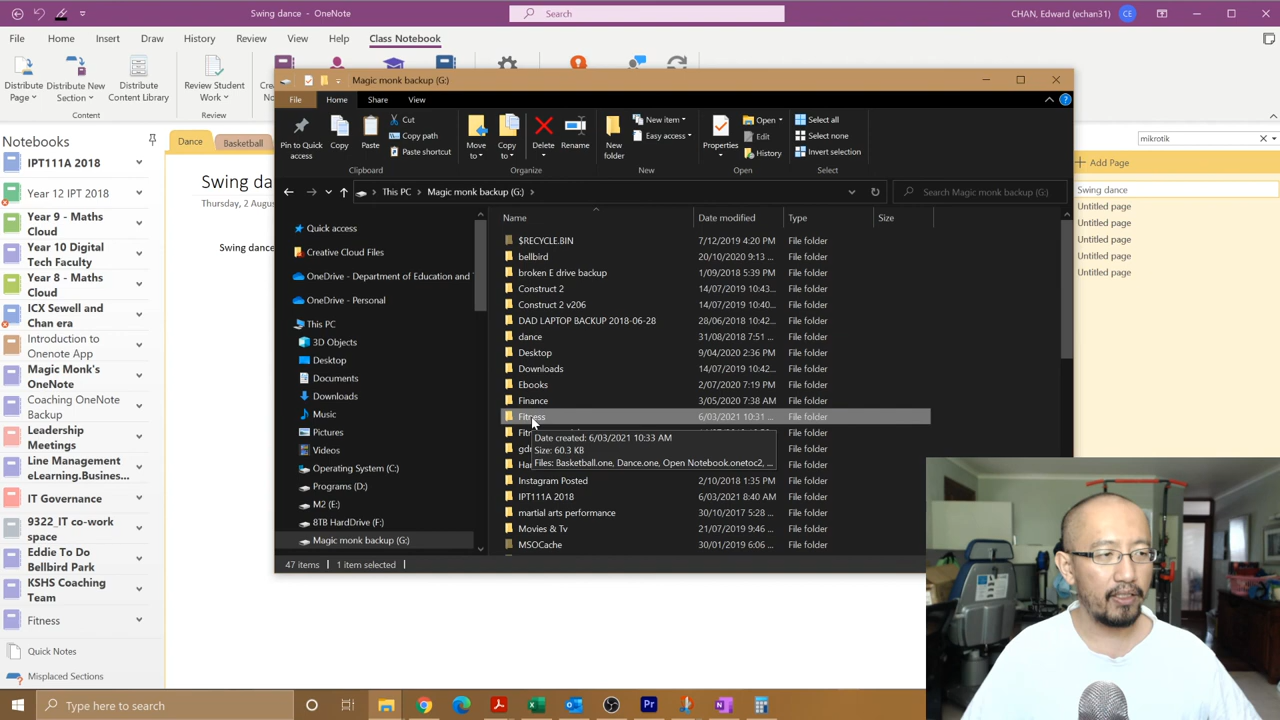 Swing dance - OneNote
Search
CHAN, Edward (echan31)
CE
File Home Insert Draw History Review View Help Class Notebook
Distribute Page
Distribute New Section
Distribute Content Library
Review Student Work
Content
Review
Notebooks
IPT111A 2018
Year 12 IPT 2018
Year 9 - Maths Cloud
Year 10 Digital Tech Faculty
Year 8 - Maths Cloud
ICX Sewell and Chan era
Introduction to Onenote App
Magic Monk's OneNote
Coaching OneNote Backup
Leadership Meetings
Line Management eLearning.Business...
IT Governance
9322_IT co-work space
Eddie To Do Bellbird Park
KSHS Coaching Team
Fitness
Quick Notes
Misplaced Sections
Dance Basketball
Swing da
Thursday, 2 Augus
Swing dance
Magic monk backup (G:)
File Home Share View
Pin to Quick access
Copy
Paste
Cut
Copy path
Paste shortcut
Clipboard
Move to
Copy to
Delete
Rename
Organize
New folder
New item
Easy access
New
Properties
Open
Edit
History
Open
Select all
Select none
Invert selection
Select
This PC > Magic monk backup (G:) >
Search Magic monk backup (G:)
Quick access
Creative Cloud Files
OneDrive - Department of Education and
OneDrive - Personal
This PC
3D Objects
Desktop
Documents
Downloads
Music
Pictures
Videos
Operating System (C:)
Programs (D:)
M2 (E:)
8TB HardDrive (F:)
Magic monk backup (G:)
Name Date modified Type Size
$RECYCLE.BIN 7/12/2019 4:20 PM File folder
bellbird 20/10/2020 9:13 ... File folder
broken E drive backup 1/09/2018 5:39 PM File folder
Construct 2 14/07/2019 10:43... File folder
Construct 2 v206 14/07/2019 10:40... File folder
DAD LAPTOP BACKUP 2018-06-28 28/06/2018 10:42... File folder
dance 31/08/2018 7:51 ... File folder
Desktop 9/04/2020 2:36 PM File folder
Downloads 14/07/2019 10:42... File folder
Ebooks 2/07/2020 7:19 PM File folder
Finance 3/05/2020 7:38 AM File folder
Fitness 6/03/2021 10:31 ... File folder
File folder
File folder
File folder
Date created: 6/03/2021 10:33 AM
Size: 60.3 KB
Files: Basketball.one, Dance.one, Open Notebook.onetoc2, ...
Instagram Posted 2/10/2018 1:35 PM File folder
IPT111A 2018 6/03/2021 8:40 AM File folder
martial arts performance 30/10/2017 5:28 ... File folder
Movies & Tv 21/07/2019 9:46 ... File folder
MSOCache 30/01/2019 6:06 ... File folder
47 items 1 item selected
mikrotik
Add Page
Swing dance
Untitled page
Untitled page
Untitled page
Untitled page
Untitled page
Type here to search